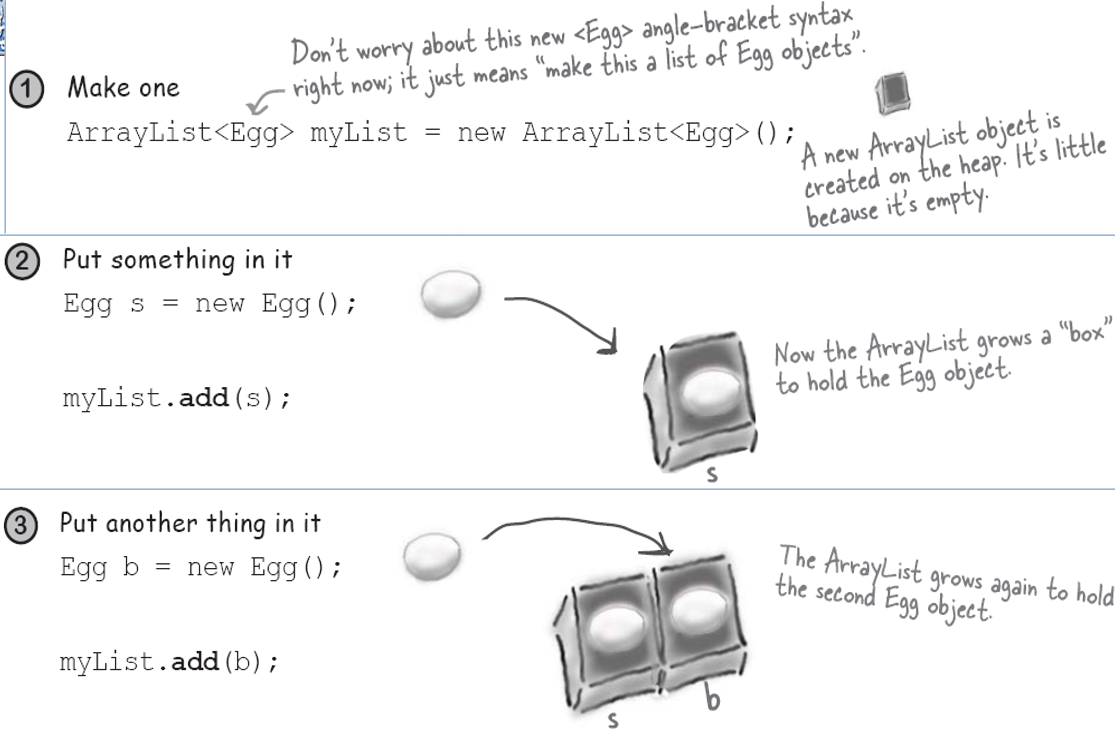 Don't worry about this new <Egg> angle-bracket syntax
right now; it just means "make this a list of Egg objects".
1 Make one
ArrayList<Egg> myList = new ArrayList<Egg>();
A new ArrayList object is
created on the heap. It's little
because it's empty.
2 Put something in it
Egg s = new Egg();
Now the ArrayList grows a "box"
to hold the Egg object.
myList.add(s);
s
3 Put another thing in it
Egg b = new Egg();
The ArrayList grows again to hold
the second Egg object.
myList.add(b);
s
b